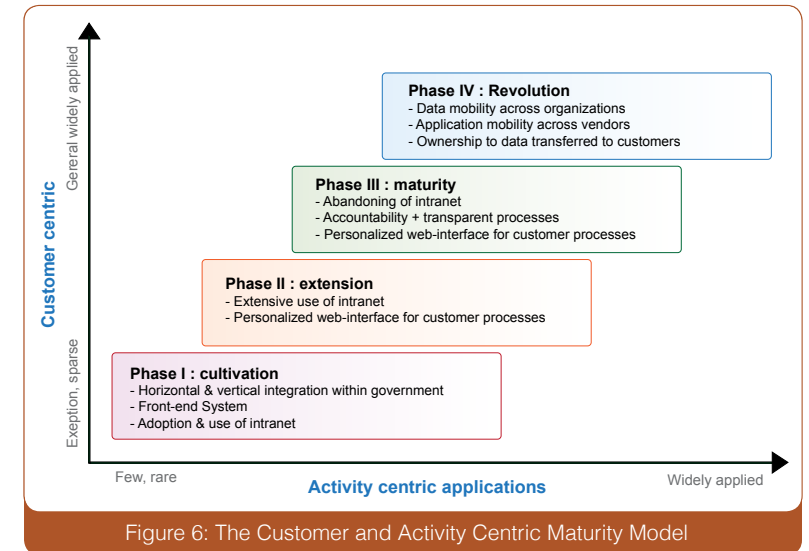 Gereral widely applied
Customer centric
Exeption, sparse
Phase IV : Revolution
- Data mobility across organizations
- Application mobility across vendors
- Ownership to data transferred to customers
Phase III : maturity
- Abandoning of intranet
- Accountability + transparent processes
- Personalized web-interface for customer processes
Phase II : extension
- Extensive use of intranet
- Personalized web-interface for customer processes
Phase I : cultivation
- Horizontal & vertical integration within government
- Front-end System
- Adoption & use of intranet
Few, rare
Activity centric applications
Widely applied
Figure 6: The Customer and Activity Centric Maturity Model